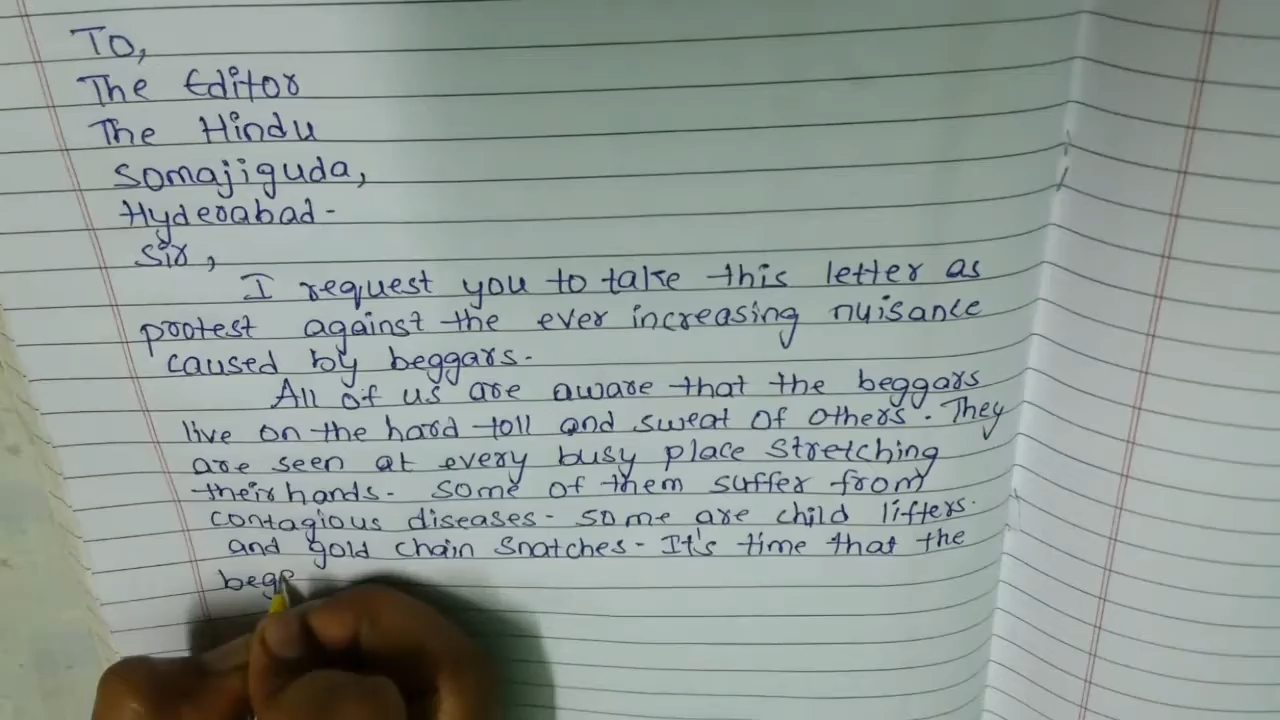 To,
The Editor
The Hindu
Somajiguda,
Hyderabad-
Sir,
I request you to take this letter as
protest against the ever increasing nuisance
caused by beggars.
All of us are aware that the beggars
live on the hard toll and sweat of others. They
are seen at every busy place stretching
their hands. Some of them suffer from
contagious diseases. Some are child lifters.
and gold chain snatches. It's time that the